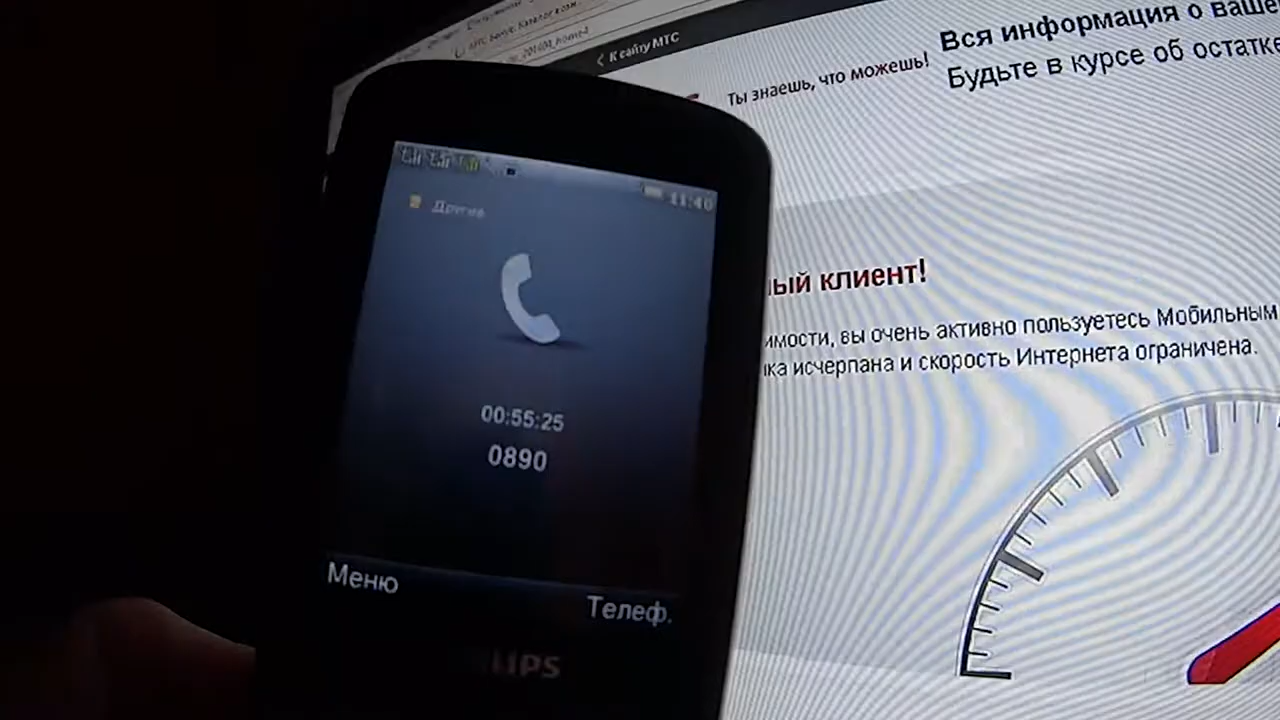 К сайту МТС
Ты знаешь, что можешь!
Вся информация о ваше
Будьте в курсе об остатке
11:40
Другие
ый клиент!
имости, вы очень активно пользуетесь Мобильным
ка исчерпана и скорость Интернета ограничена.
00:55:25
0890
Меню
Телеф.
LIPS